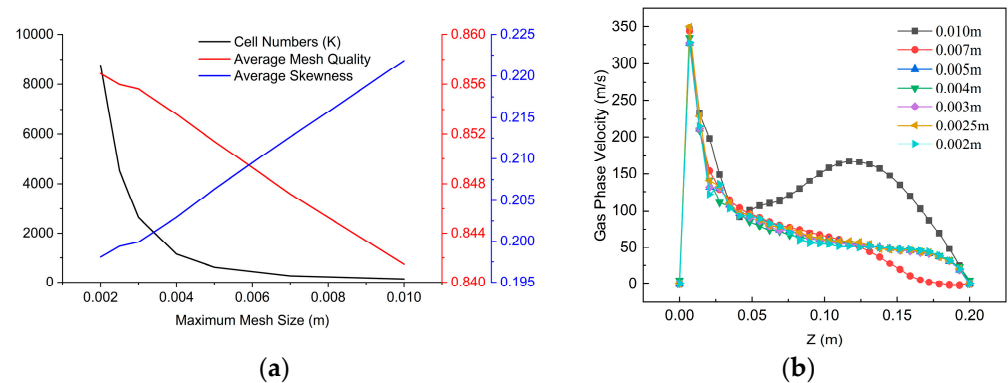 (a)
10000
8000
6000
4000
2000
0
0.002
0.004
0.006
0.008
0.010
Maximum Mesh Size (m)
Cell Numbers (K)
Average Mesh Quality
Average Skewness
0.860
0.856
0.852
0.848
0.844
0.840
0.225
0.220
0.215
0.210
0.205
0.200
0.195
(a)
(b)
Gas Phase Velocity (m/s)
350
300
250
200
150
100
50
0
0.00
0.05
0.10
0.15
0.20
Z (m)
0.010m
0.007m
0.005m
0.004m
0.003m
0.0025m
0.002m
(b)